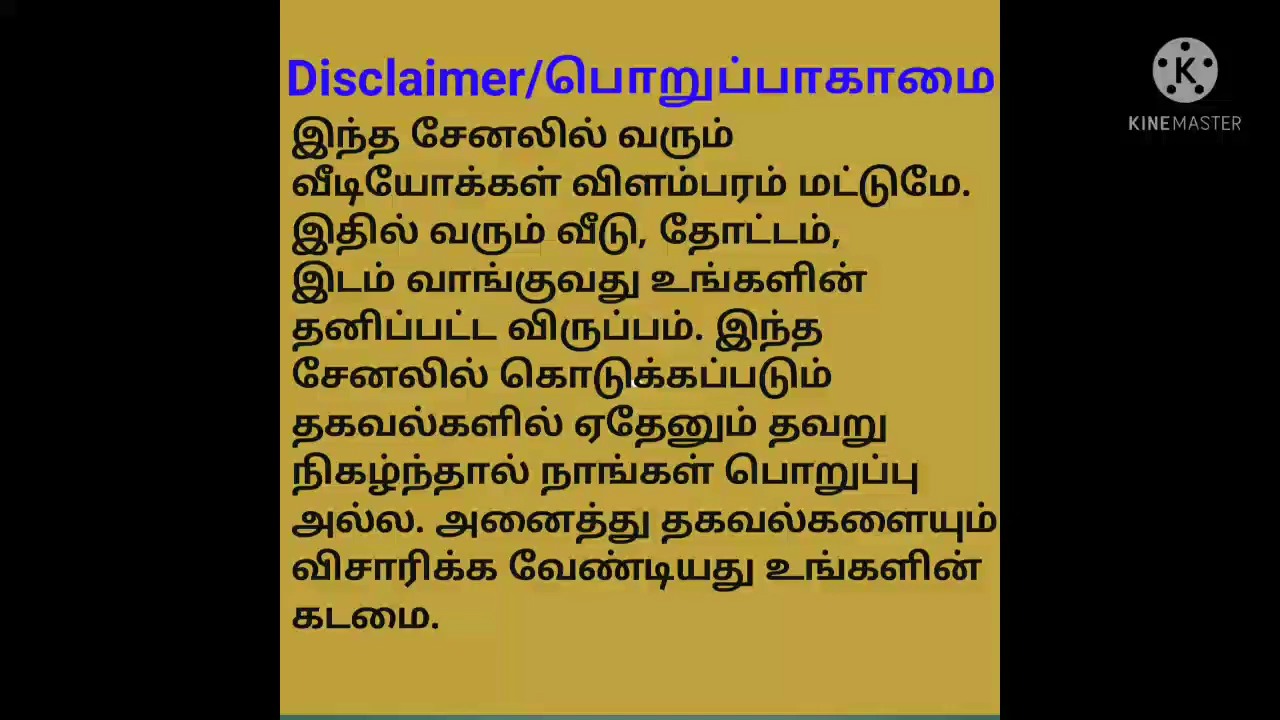 Disclaimer/பொறுப்பாகாமை
இந்த சேனலில் வரும்
வீடியோக்கள் விளம்பரம் மட்டுமே.
இதில் வரும் வீடு, தோட்டம்,
இடம் வாங்குவது உங்களின்
தனிப்பட்ட விருப்பம். இந்த
சேனலில் கொடுக்கப்படும்
தகவல்களில் ஏதேனும் தவறு
நிகழ்ந்தால் நாங்கள் பொறுப்பு
அல்ல. அனைத்து தகவல்களையும்
விசாரிக்க வேண்டியது உங்களின்
கடமை.
K
KINEMASTER